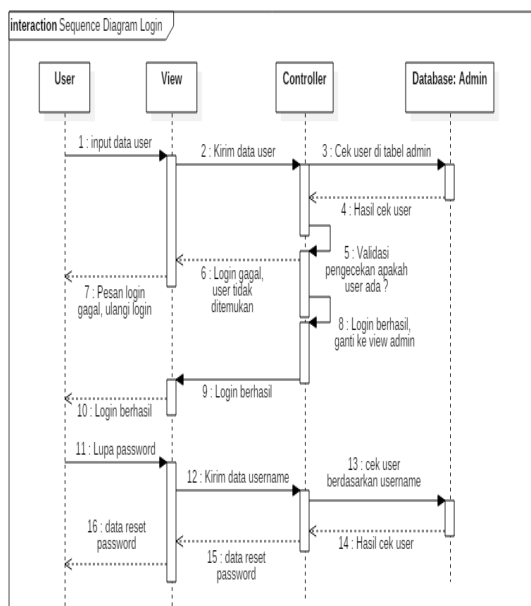 interaction Sequence Diagram Login
User
View
Controller
Database: Admin
1 : input data user
2 : Kirim data user
3 : Cek user di tabel admin
4 : Hasil cek user
5 : Validasi
pengecekan apakah
user ada ?
6 : Login gagal,
user tidak
ditemukan
7 : Pesan login
gagal, ulangi login
8 : Login berhasil,
ganti ke view admin
9 : Login berhasil
10 : Login berhasil
11 : Lupa password
12 : Kirim data username
13 : cek user
berdasarkan username
14 : Hasil cek user
15 : data reset
password
16 : data reset
password